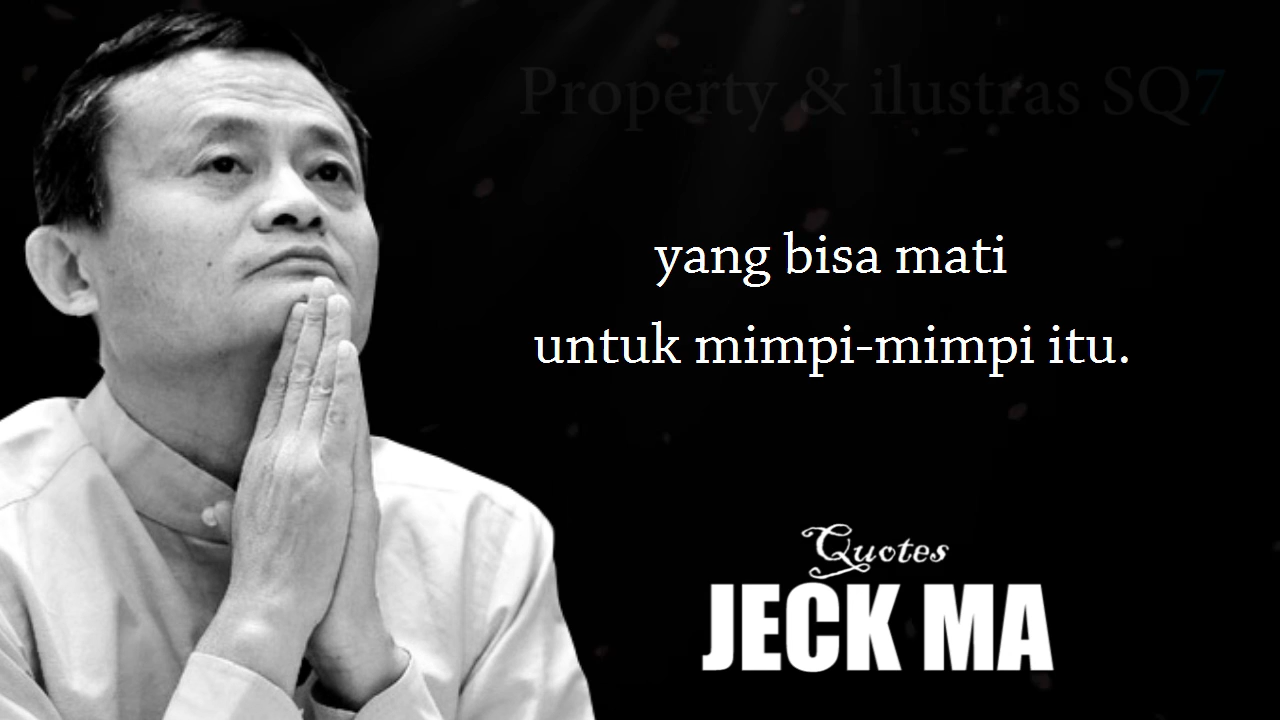 Property & ilustras SQ7
yang bisa mati
untuk mimpi-mimpi itu.
Quotes
JECK MA